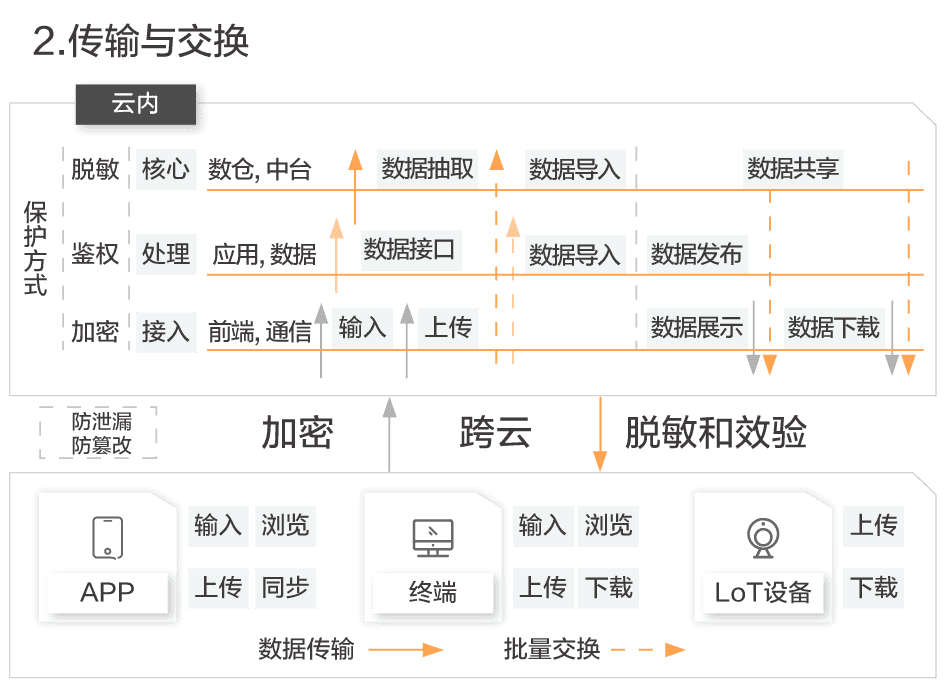 2.传输与交换
云内
保护方式
脱敏 核心 数仓, 中台 数据抽取 数据导入 数据共享
鉴权 处理 应用, 数据 数据接口 数据导入 数据发布
加密 接入 前端, 通信 输入 上传 数据展示 数据下载
防泄漏
防篡改
加密 跨云 脱敏和效验
输入 浏览 输入 浏览 上传
APP 上传 同步 终端 上传 下载 LoT设备 下载
数据传输 批量交换